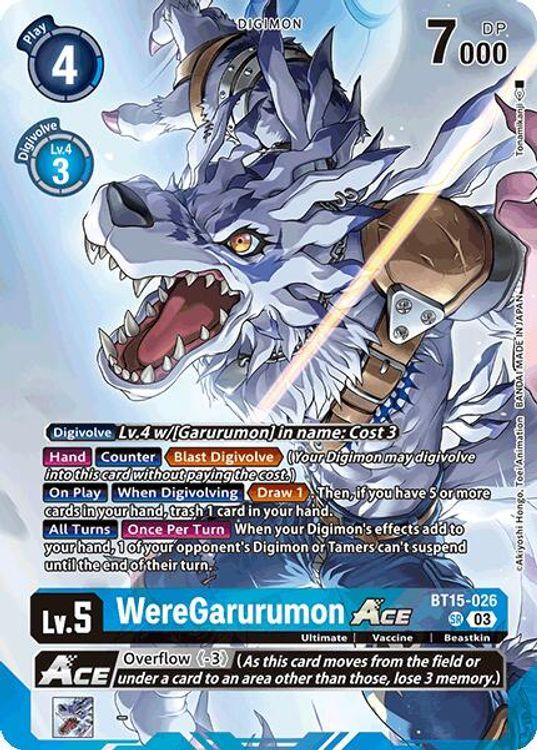 Play
4
DIGIMON
7000
DP
Digivolve
Lv.4
3
Tonamikanji
©Akiyoshi Hongo, Toei Animation BANDAI MADE IN JAPAN
Digivolve Lv.4 w/[Garurumon] in name: Cost 3
Hand Counter Blast Digivolve (Your Digimon may digivolve
into this card without paying the cost.)
On Play When Digivolving Draw 1. Then, if you have 5 or more
cards in your hand, trash 1 card in your hand.
All Turns Once Per Turn When your Digimon's effects add to
your hand, 1 of your opponent's Digimon or Tamers can't suspend
until the end of their turn.
BT15-026
Lv.5 WereGarurumon ACE SR 03
Ultimate | Vaccine | Beastkin
ACE Overflow 《-3》 (As this card moves from the field or
under a card to an area other than those, lose 3 memory.)
-